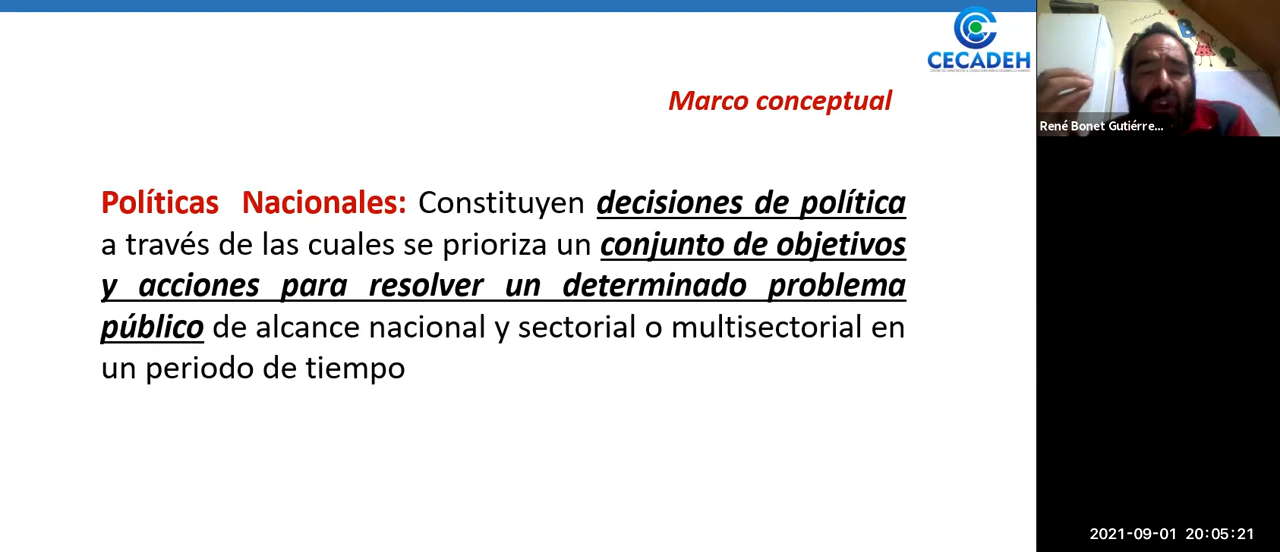 CECADEH
Marco conceptual
René Bonet Gutiérre...
Políticas Nacionales: Constituyen decisiones de política
a través de las cuales se prioriza un conjunto de objetivos
y acciones para resolver un determinado problema
público de alcance nacional y sectorial o multisectorial en
un periodo de tiempo
2021-09-01 20:05:21